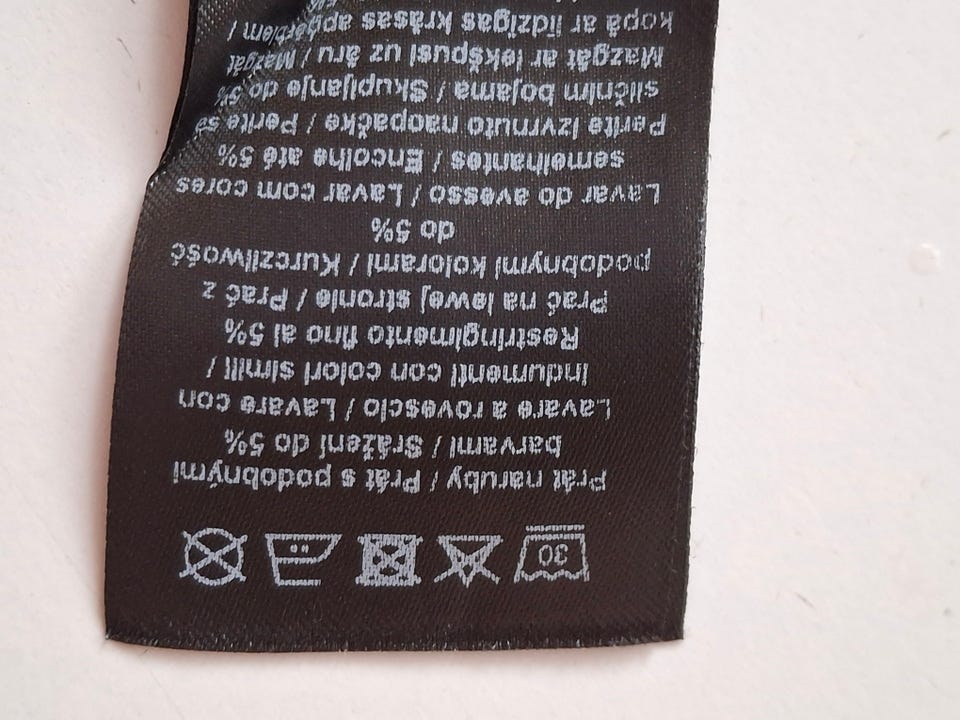 30
Prát naruby / Prát s podobnými
barvami / Srážení do 5%
Lavare a rovescio / Lavare con
indumenti con colori simili /
Restringimento fino al 5%
Prać na lewej stronie / Prać z
podobnymi kolorami / Kurczliwość
do 5%
Lavar do avesso / Lavar com cores
semelhantes / Encolhe até 5%
Perite izvrnuto naopačke / Perite sa
sličnim bojama / Skupljanje do 5%
Mazgāt ar iekšpusi uz āru / Mazgāt
kopā ar līdzīgas krāsas apģērbiem /